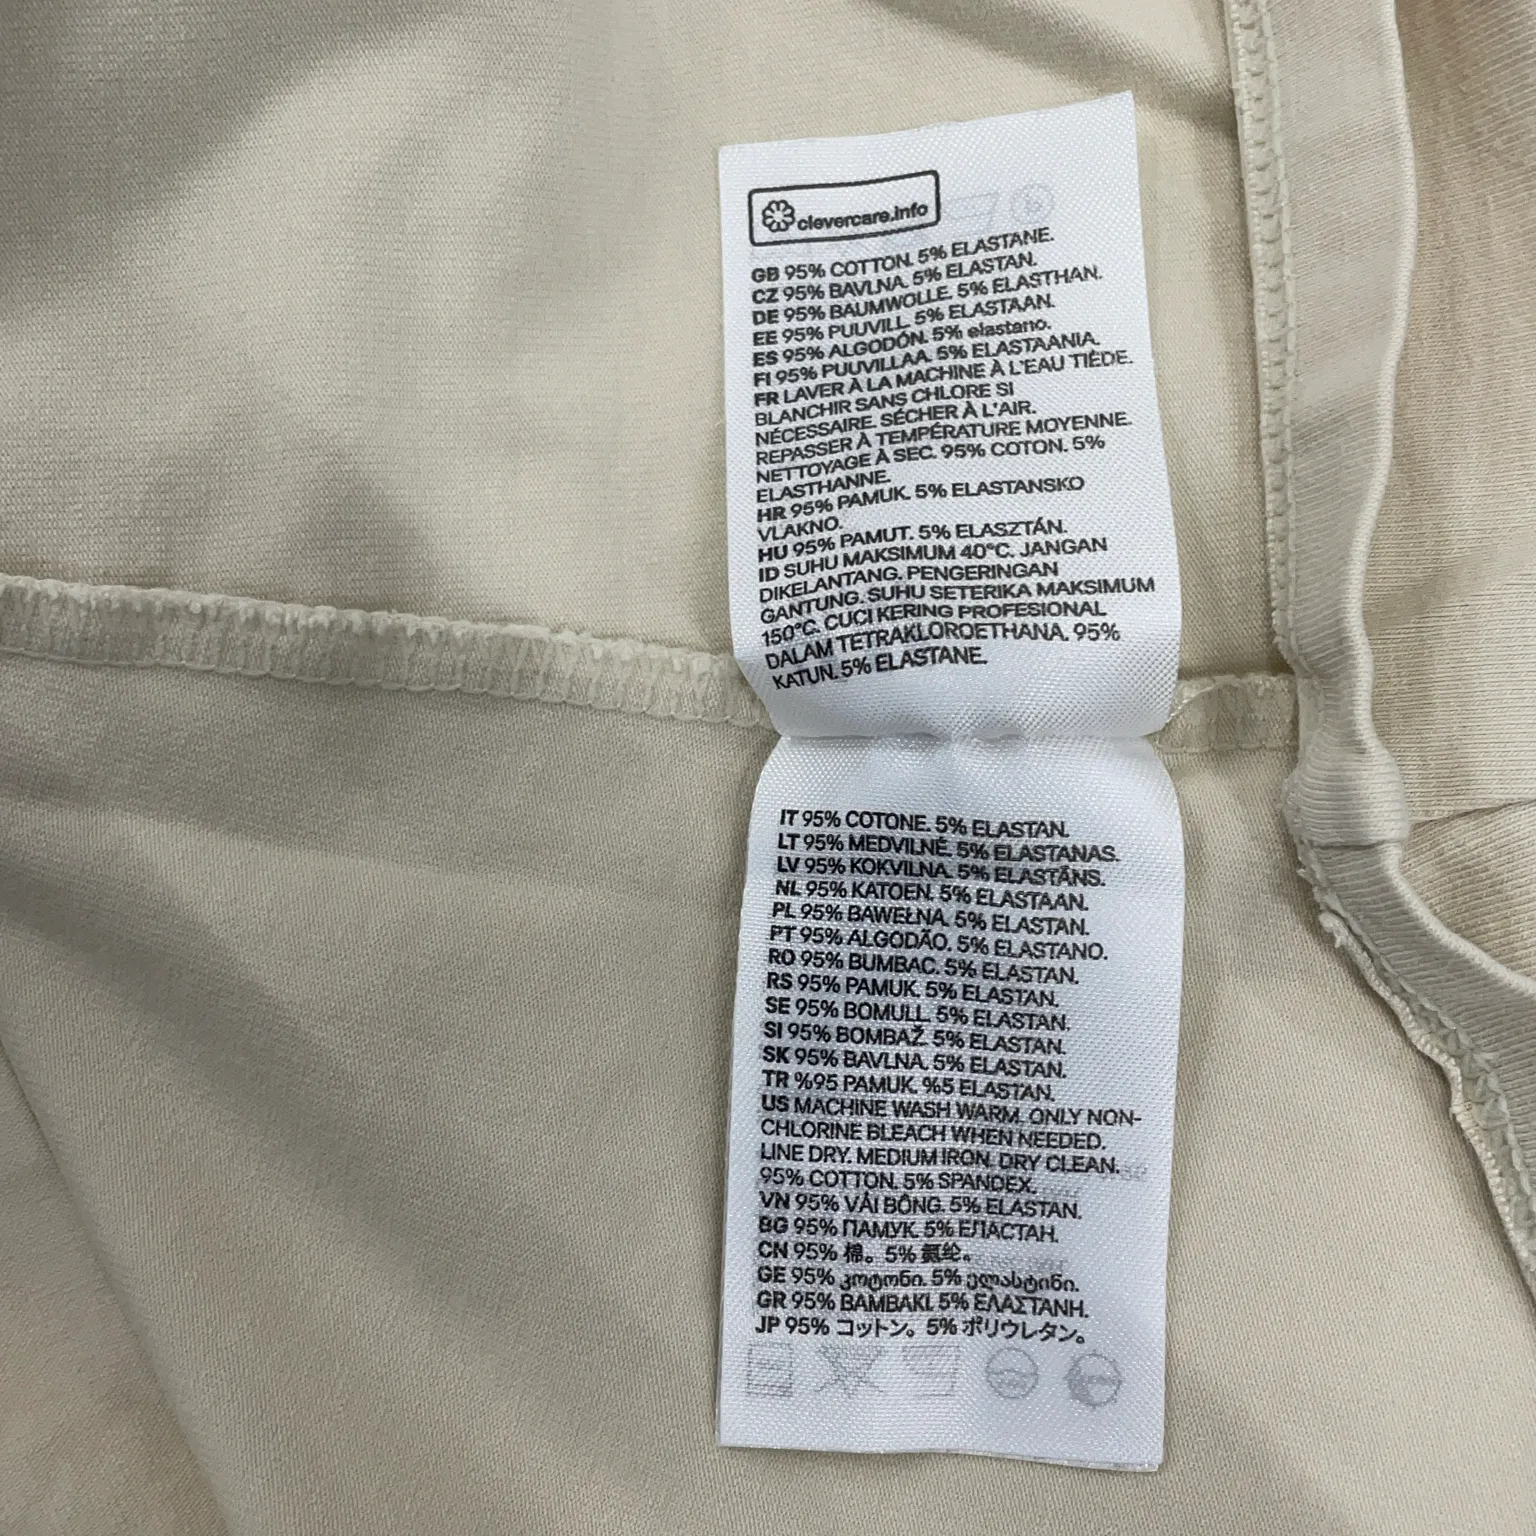 clevercare.info
GB 95% COTTON. 5% ELASTANE.
CZ 95% BAVLNA. 5% ELASTAN.
DE 95% BAUMWOLLE. 5% ELASTHAN.
EE 95% PUUVILL. 5% ELASTAAN.
ES 95% ALGODÓN. 5% elastano.
FI 95% PUUVILLAA. 5% ELASTAANIA.
FR LAVER À LA MACHINE À L'EAU TIÈDE.
BLANCHIR SANS CHLORE SI
NÉCESSAIRE. SÉCHER À L'AIR.
REPASSER À TEMPÉRATURE MOYENNE.
NETTOYAGE À SEC. 95% COTON. 5%
ELASTHANNE.
HR 95% PAMUK. 5% ELASTANSKO
VLAKNO.
HU 95% PAMUT. 5% ELASZTÁN.
ID SUHU MAKSIMUM 40°C. JANGAN
DIKELANTANG. PENGERINGAN
GANTUNG. SUHU SETERIKA MAKSIMUM
150°C. CUCI KERING PROFESIONAL
DALAM TETRAKLOROETHANA. 95%
KATUN. 5% ELASTANE.
IT 95% COTONE. 5% ELASTAN.
LT 95% MEDVILNĖ. 5% ELASTANAS.
LV 95% KOKVILNA. 5% ELASTĀNS.
NL 95% KATOEN. 5% ELASTAAN.
PL 95% BAWEŁNA. 5% ELASTAN.
PT 95% ALGODÃO. 5% ELASTANO.
RO 95% BUMBAC. 5% ELASTAN.
RS 95% PAMUK. 5% ELASTAN.
SE 95% BOMULL. 5% ELASTAN.
SI 95% BOMBAŽ. 5% ELASTAN.
SK 95% BAVLNA. 5% ELASTAN.
TR %95 PAMUK. %5 ELASTAN.
US MACHINE WASH WARM. ONLY NON-
CHLORINE BLEACH WHEN NEEDED.
LINE DRY. MEDIUM IRON. DRY CLEAN.
95% COTTON. 5% SPANDEX.
VN 95% VẢI BÔNG. 5% ELASTAN.
BG 95% ПАМУК. 5% ЕЛАСТАН.
CN 95% 棉。5% 氨纶。
GE 95% კოტონი. 5% ელასტინი.
GR 95% ΒΑΜΒΑΚΙ. 5% ΕΛΑΣΤΑΝΗ.
JP 95% コットン。5% ポリウレタン。